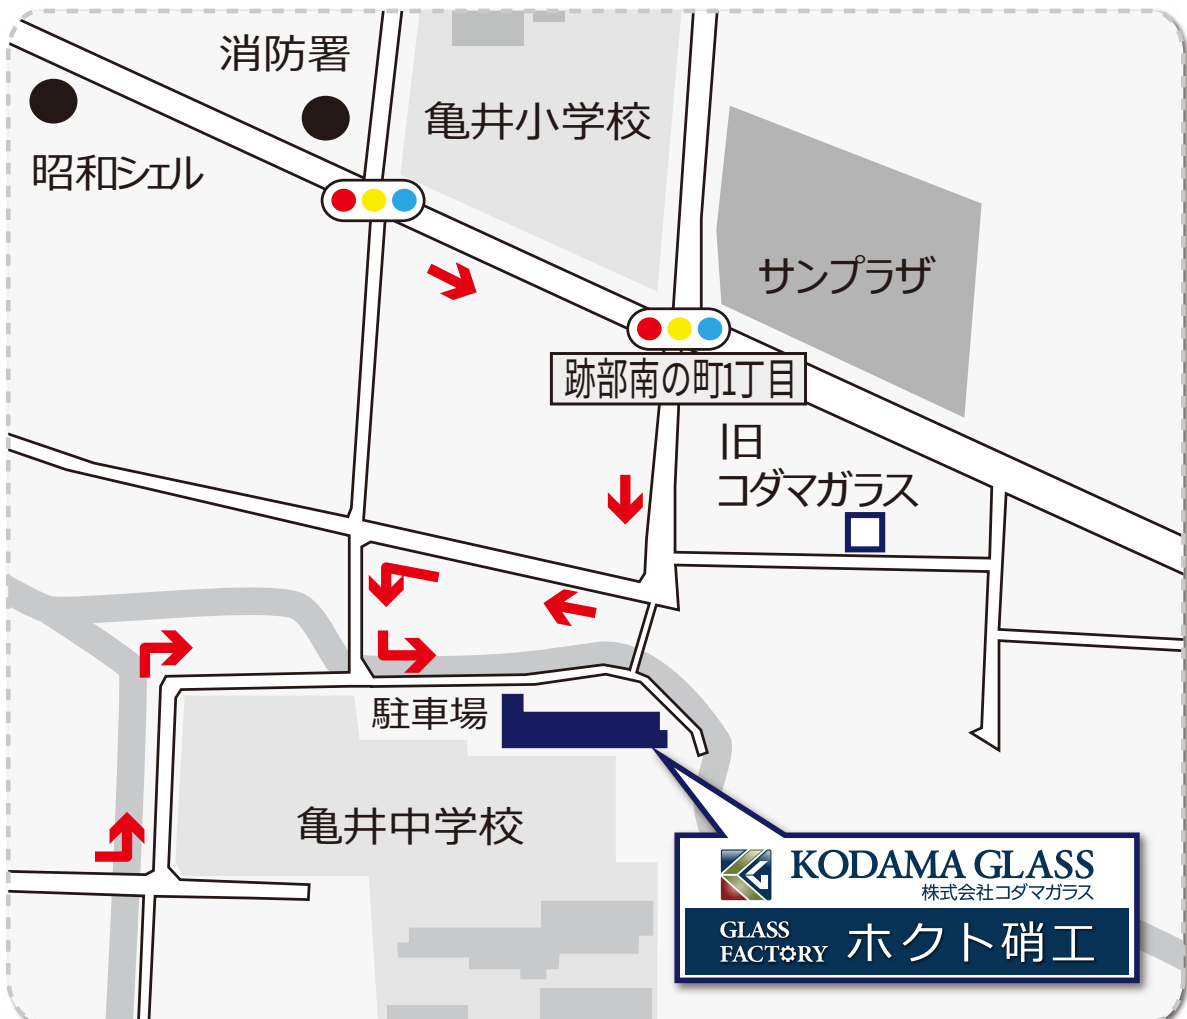 消防署
亀井小学校
昭和シェル
サンプラザ
跡部南の町1丁目
旧
コダマガラス
駐車場
亀井中学校
KODAMA GLASS
株式会社コダマガラス
GLASS
FACTORY
ホクト硝工